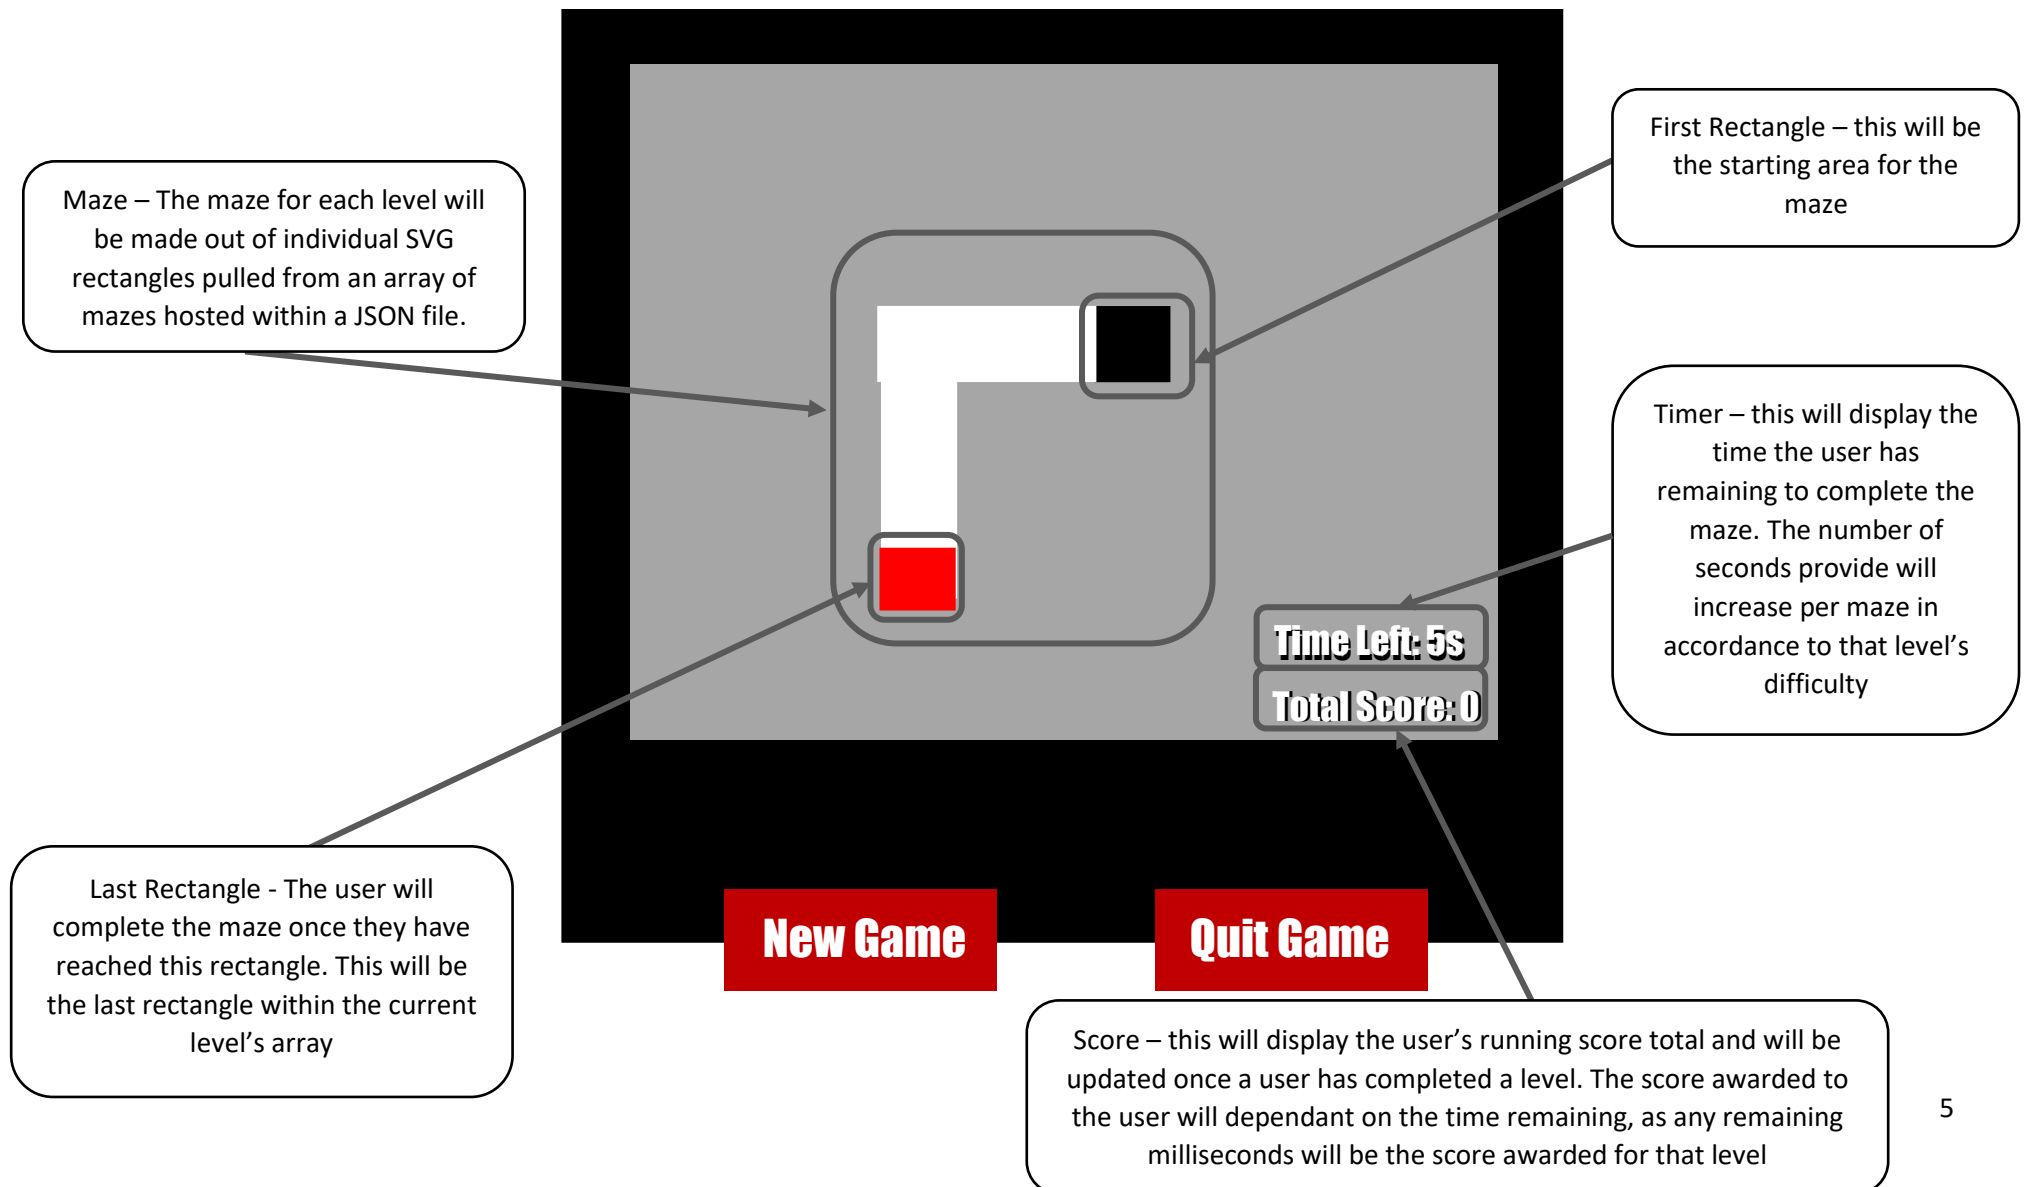 Maze – The maze for each level will
be made out of individual SVG
rectangles pulled from an array of
mazes hosted within a JSON file.
First Rectangle – this will be
the starting area for the
maze
Timer – this will display the
time the user has
remaining to complete the
maze. The number of
seconds provide will
increase per maze in
accordance to that level’s
difficulty
Time Left: 5s
Total Score: 0
Last Rectangle - The user will
complete the maze once they have
reached this rectangle. This will be
the last rectangle within the current
level’s array
New Game
Quit Game
Score – this will display the user’s running score total and will be
updated once a user has completed a level. The score awarded to
the user will dependant on the time remaining, as any remaining
milliseconds will be the score awarded for that level
5